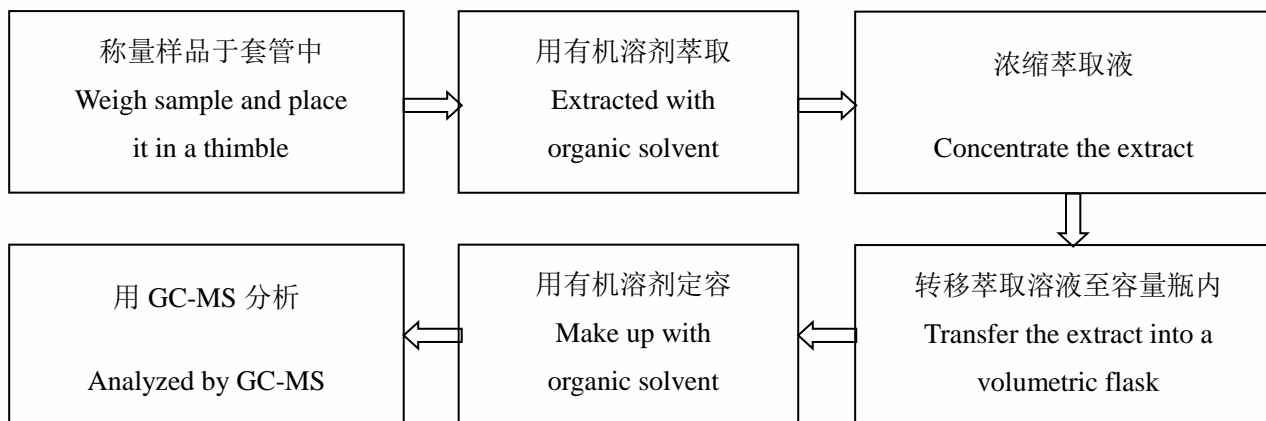 称量样品于套管中
Weigh sample and place
it in a thimble
用有机溶剂萃取
Extracted with
organic solvent
浓缩萃取液
Concentrate the extract
转移萃取溶液至容量瓶内
Transfer the extract into a
volumetric flask
用有机溶剂定容
Make up with
organic solvent
用 GC-MS 分析
Analyzed by GC-MS